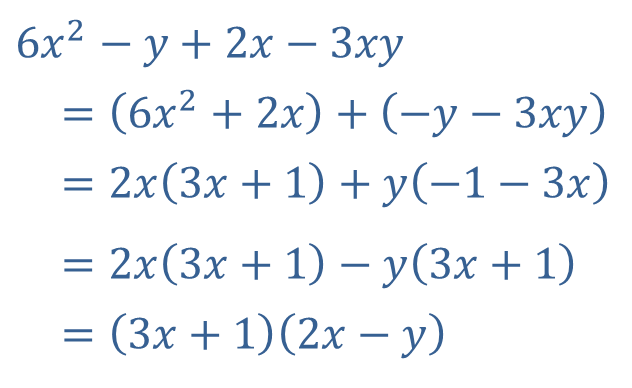 6x² − y + 2x − 3xy
= (6x² + 2x) + (−y − 3xy)
= 2x(3x + 1) + y(−1 − 3x)
= 2x(3x + 1) − y(3x + 1)
= (3x + 1)(2x − y)